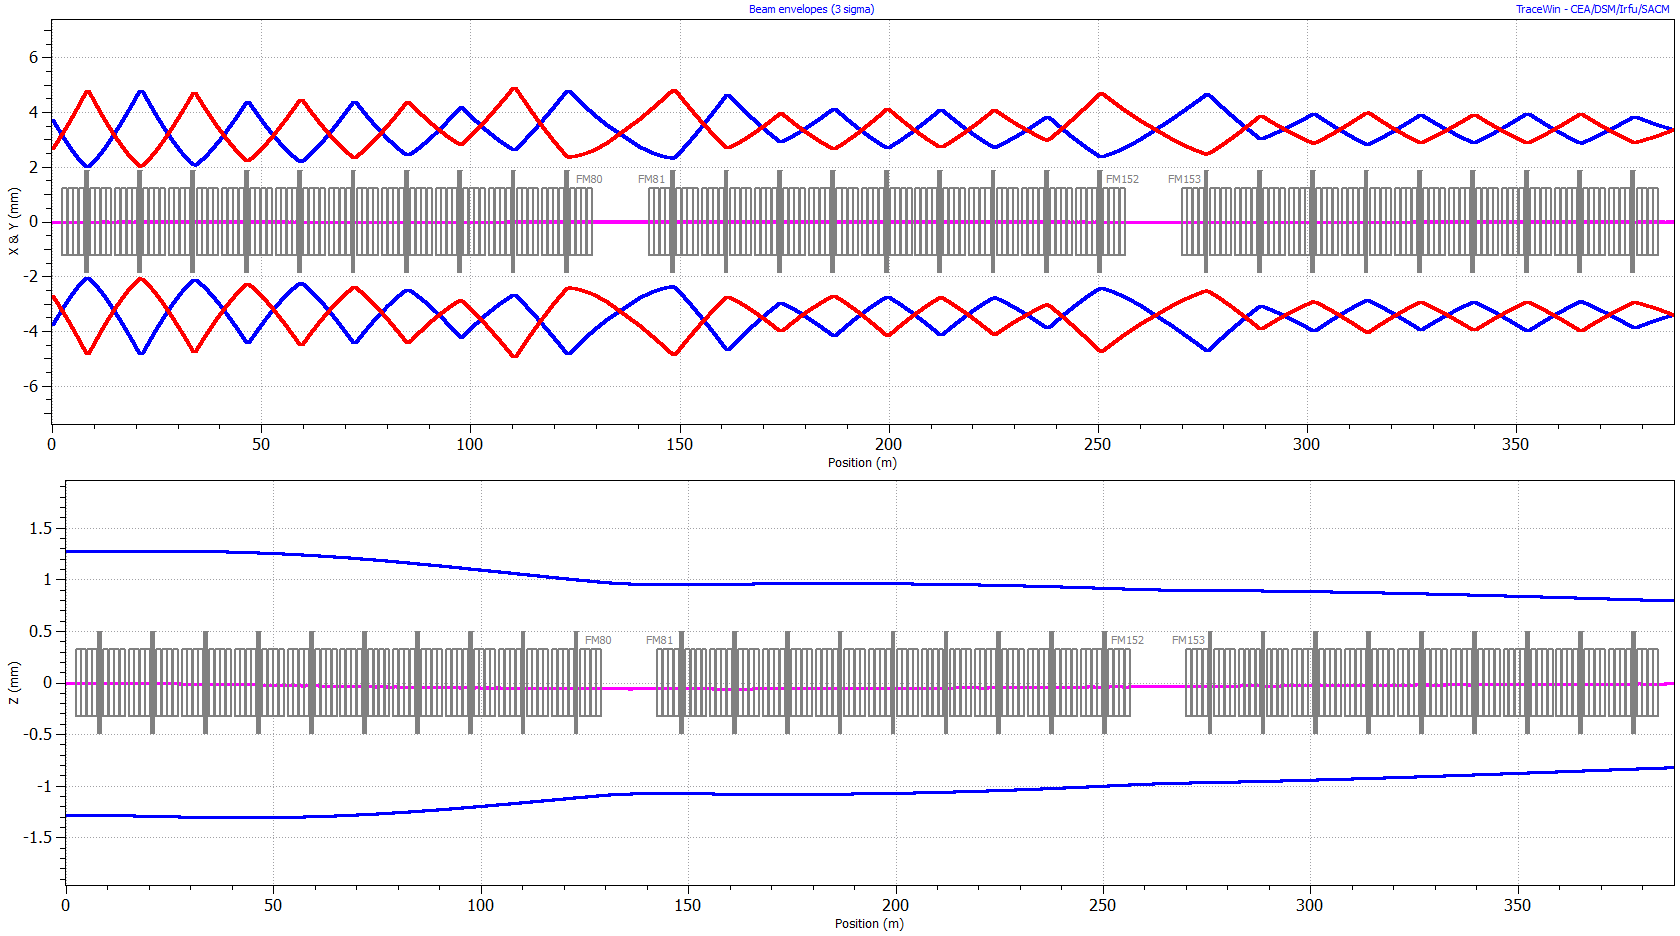 Beam envelopes (3 sigma)
TraceWin - CEA/DSM/Irfu/SACM
6
4
2
0
-2
-4
-6
X & Y (mm)
FM80
FM81
FM152
FM153
0
50
100
150
200
250
300
350
Position (m)
1.5
1
0.5
0
-0.5
-1
-1.5
Z (mm)
FM80
FM81
FM152
FM153
0
50
100
150
200
250
300
350
Position (m)